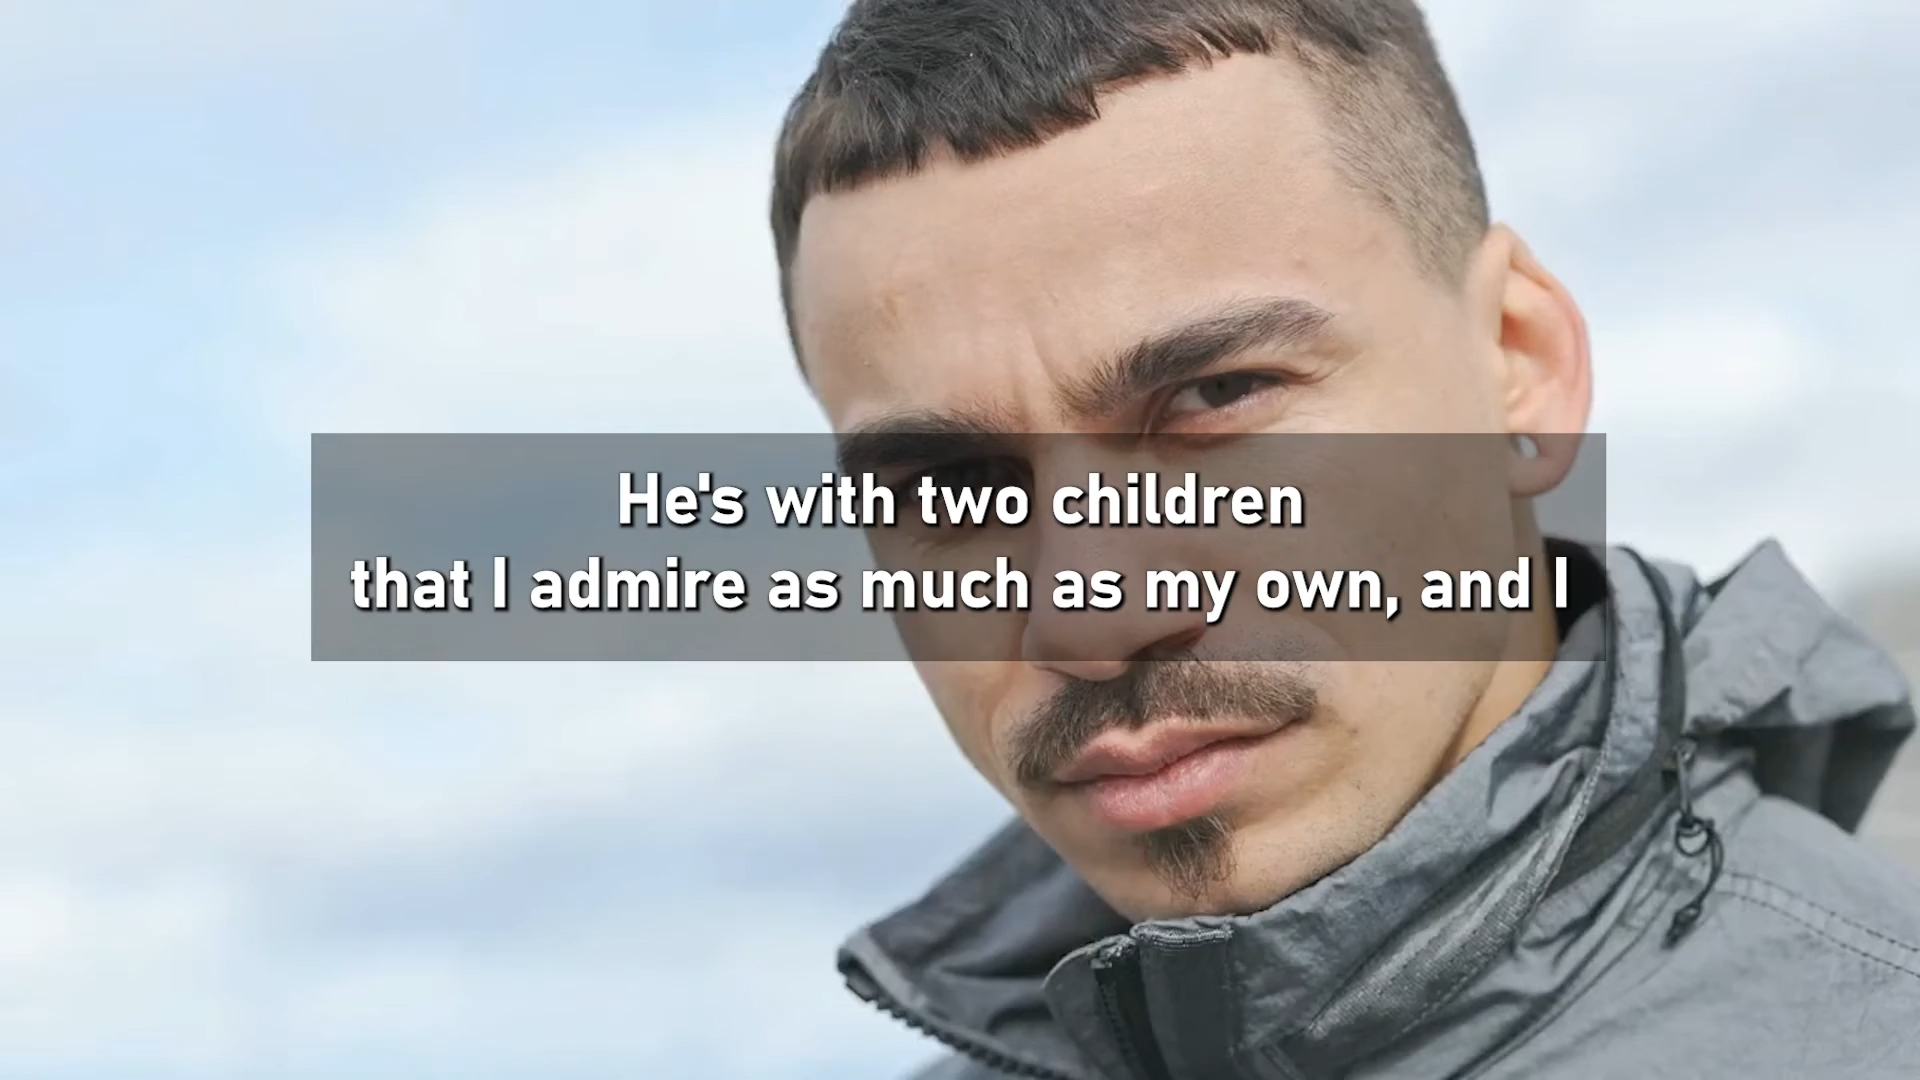 He's with two children
that I admire as much as my own, and I